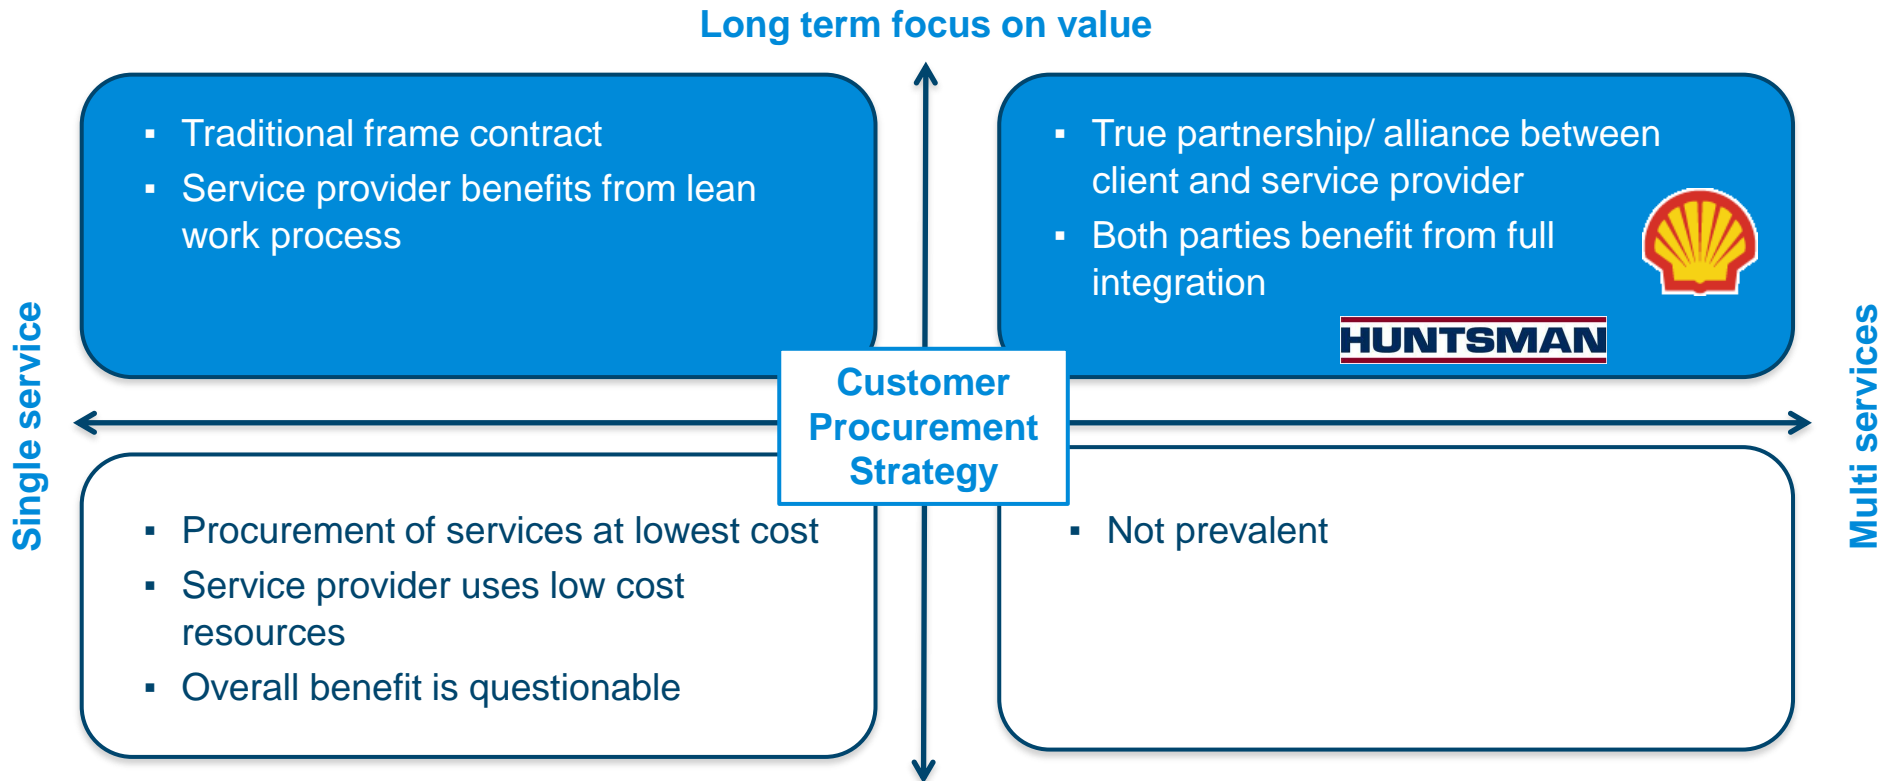 Long term focus on value
▪ Traditional frame contract
▪ Service provider benefits from lean
work process
▪ True partnership/ alliance between
client and service provider
▪ Both parties benefit from full
integration
HUNTSMAN
Single service
Customer
Procurement
Strategy
Multi services
▪ Procurement of services at lowest cost
▪ Service provider uses low cost
resources
▪ Overall benefit is questionable
▪ Not prevalent